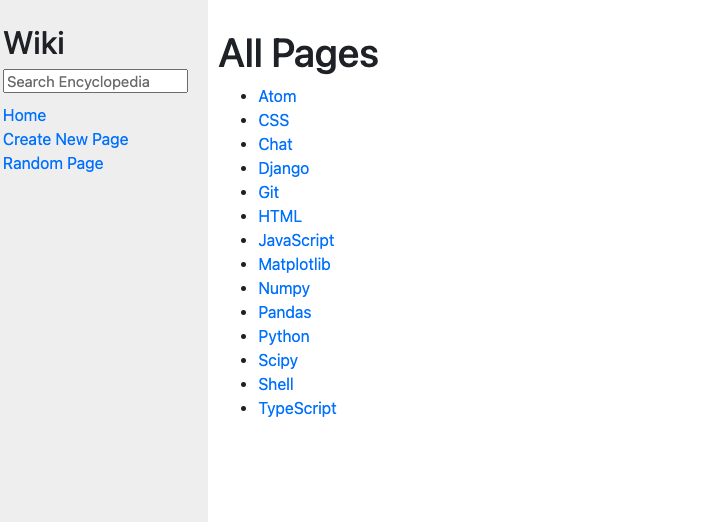 Wiki
Search Encyclopedia
Home
Create New Page
Random Page
All Pages
Atom
CSS
Chat
Django
Git
HTML
JavaScript
Matplotlib
Numpy
Pandas
Python
Scipy
Shell
TypeScript